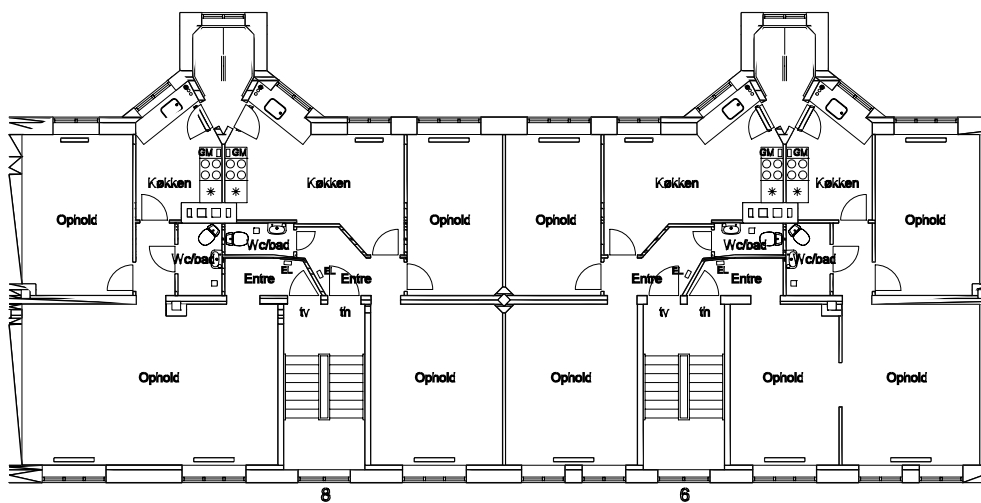 GM GM
GM GM
Køkken
Køkken
Køkken
Køkken
Ophold
Ophold
Ophold
Ophold
Wc/bad
Wc/bad
Wc/bad
Wc/bad
EL
EL
EL
EL
Entre
Entre
Entre
Entre
tv
th
tv
th
Ophold
Ophold
Ophold
Ophold
Ophold
8
6